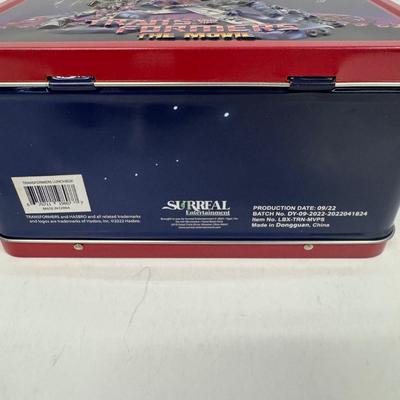 TRANSFORMERS
THE MOVIE
TRANSFORMERS LUNCHBOX
MADE IN CHINA
TRANSFORMERS and HASBRO and all related trademarks
and logos are trademarks of Hasbro, Inc. ©2022 Hasbro.
SURREAL
Entertainment
PRODUCTION DATE: 09/22
BATCH No. DY-09-2022-2022041824
Item No. LBX-TRN-MVPS
Made in Dongguan, China